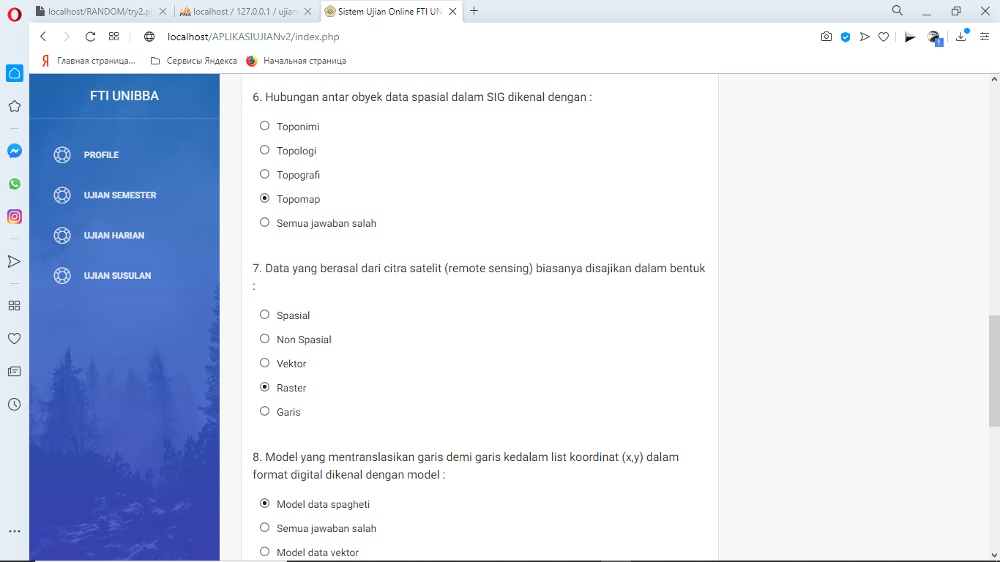 localhost/RANDOM/try2.p
localhost / 127.0.0.1 / ujian
Sistem Ujian Online FTI UN
localhost/APLIKASIUJIANv2/index.php
Главная страница...
Сервисы Яндекса
Начальная страница
FTI UNIBBA
PROFILE
UJIAN SEMESTER
UJIAN HARIAN
UJIAN SUSULAN
6. Hubungan antar obyek data spasial dalam SIG dikenal dengan :
Toponimi
Topologi
Topografi
Topomap
Semua jawaban salah
7. Data yang berasal dari citra satelit (remote sensing) biasanya disajikan dalam bentuk
:
Spasial
Non Spasial
Vektor
Raster
Garis
8. Model yang mentranslasikan garis demi garis kedalam list koordinat (x,y) dalam
format digital dikenal dengan model :
Model data spagheti
Semua jawaban salah
Model data vektor